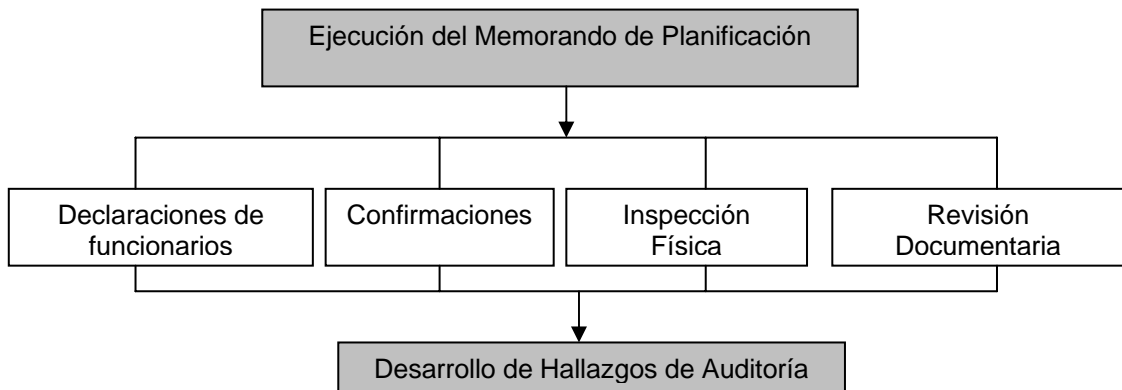 Ejecución del Memorando de Planificación
Declaraciones de
funcionarios
Confirmaciones
Inspección
Física
Revisión
Documentaria
Desarrollo de Hallazgos de Auditoría